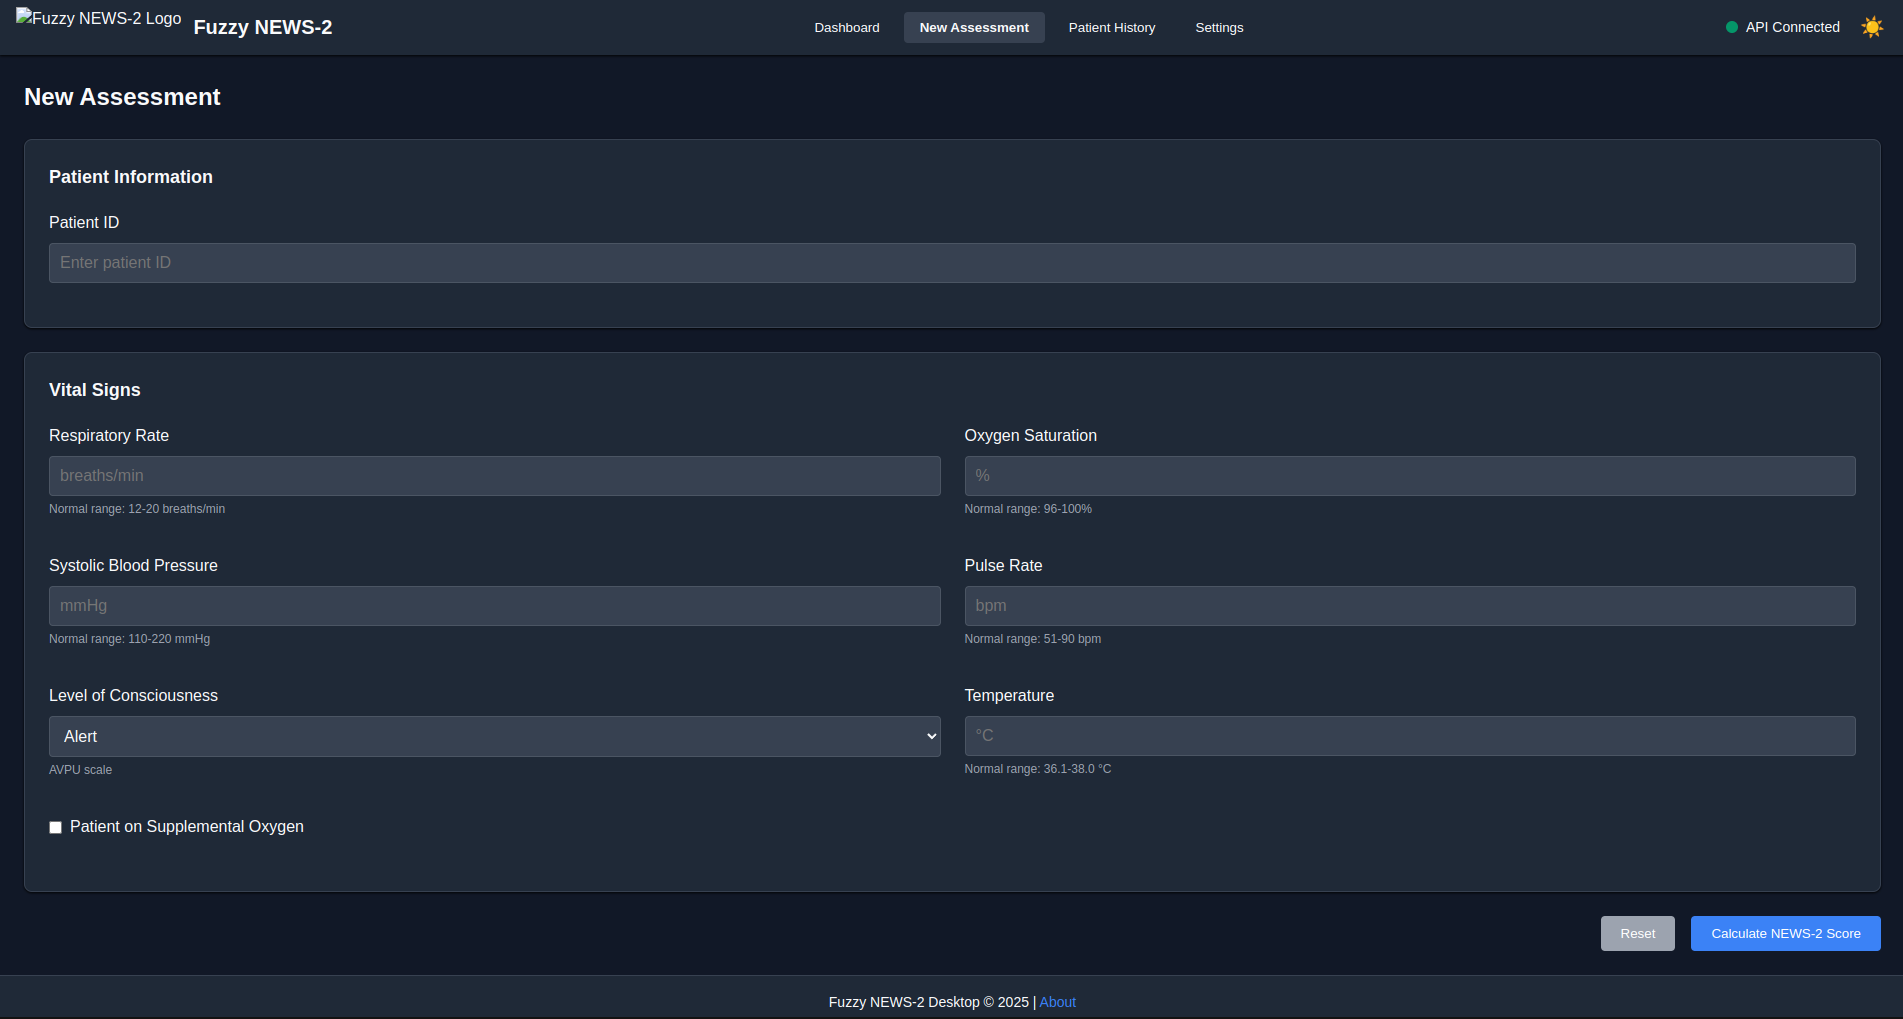 Fuzzy NEWS-2 Logo
Fuzzy NEWS-2
Dashboard
New Assessment
Patient History
Settings
API Connected
New Assessment
Patient Information
Patient ID
Enter patient ID
Vital Signs
Respiratory Rate
breaths/min
Normal range: 12-20 breaths/min
Oxygen Saturation
%
Normal range: 96-100%
Systolic Blood Pressure
mmHg
Normal range: 110-220 mmHg
Pulse Rate
bpm
Normal range: 51-90 bpm
Level of Consciousness
Alert
AVPU scale
Temperature
°C
Normal range: 36.1-38.0 °C
Patient on Supplemental Oxygen
Reset
Calculate NEWS-2 Score
Fuzzy NEWS-2 Desktop © 2025 | About